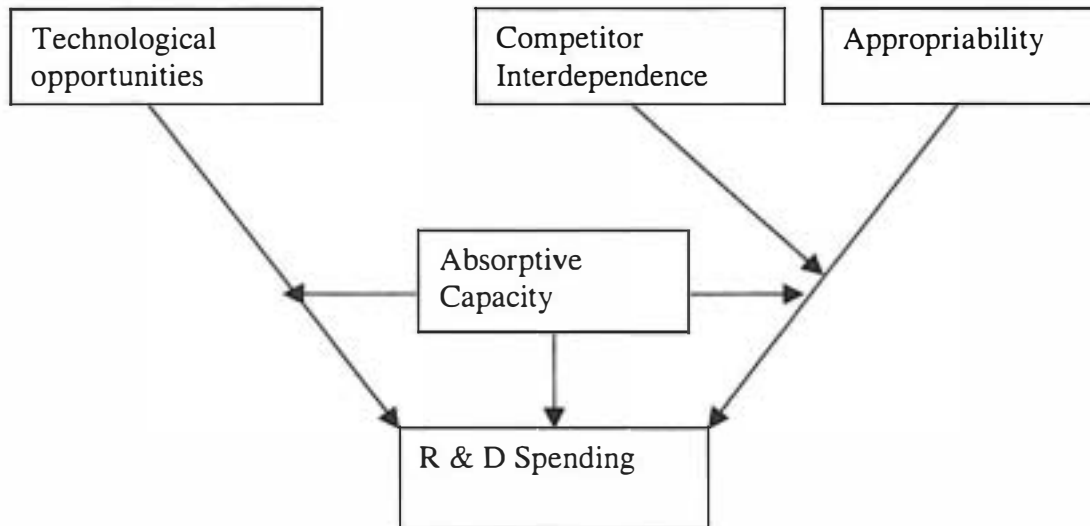 Technological
opportunities
Competitor
Interdependence
Appropriability
Absorptive
Capacity
R & D Spending